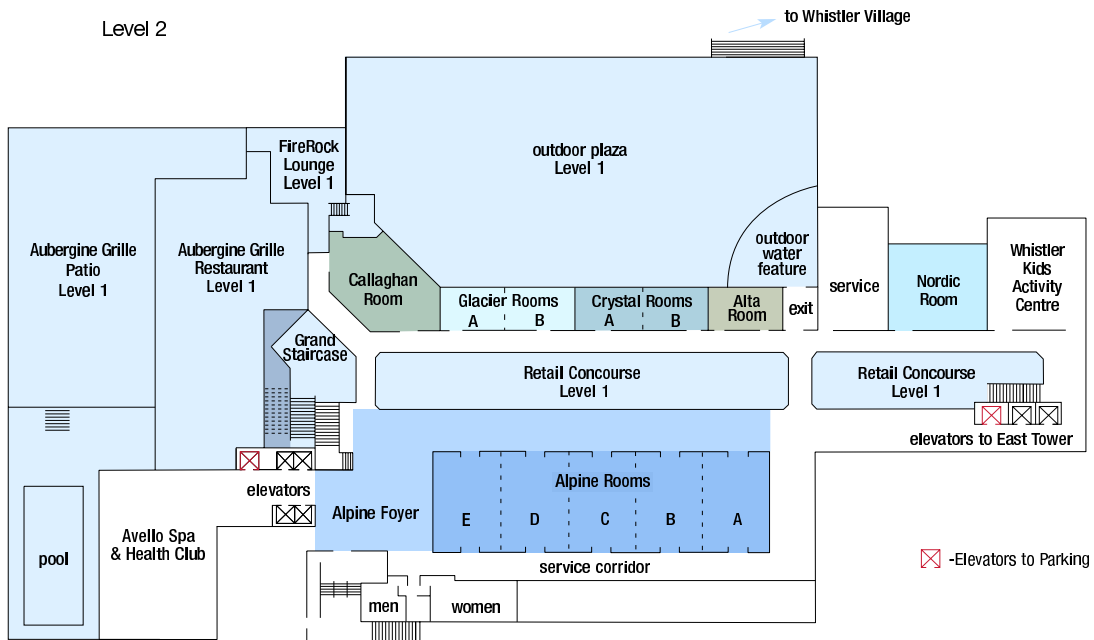 Level 2
to Whistler Village
FireRock
Lounge
Level 1
outdoor plaza
Level 1
Aubergine Grille
Patio
Level 1
Aubergine Grille
Restaurant
Level 1
outdoor
water
feature
Callaghan
Room
Glacier Rooms
A B
Crystal Rooms
A B
Alta
Room
exit
service
Nordic
Room
Whistler
Kids
Activity
Centre
Grand
Staircase
Retail Concourse
Level 1
Retail Concourse
Level 1
elevators to East Tower
elevators
Alpine Foyer
Alpine Rooms
E D C B A
Avello Spa
& Health Club
pool
service corridor
men
women
-Elevators to Parking